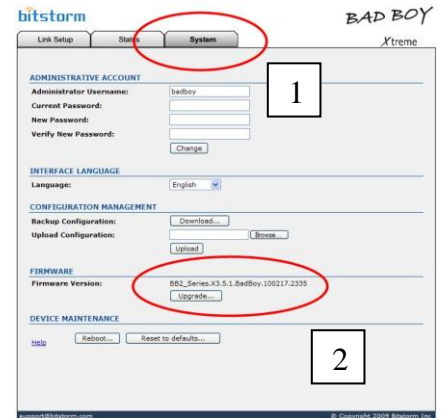 bitstorm
BAD BOY
Xtreme
Link Setup Status System
1
ADMINISTRATIVE ACCOUNT
Administrator Username: badboy
Current Password:
New Password:
Verify New Password:
Change
INTERFACE LANGUAGE
Language: English
CONFIGURATION MANAGEMENT
Backup Configuration: Download...
Upload Configuration: Browse...
Upload
FIRMWARE
Firmware Version: BB2_Series.X3.5.1.BadBoy.100217.2335
Upgrade...
DEVICE MAINTENANCE
2
Help Reboot... Reset to defaults...
support@bitstorm.com © Copyright 2009 Bitstorm Inc